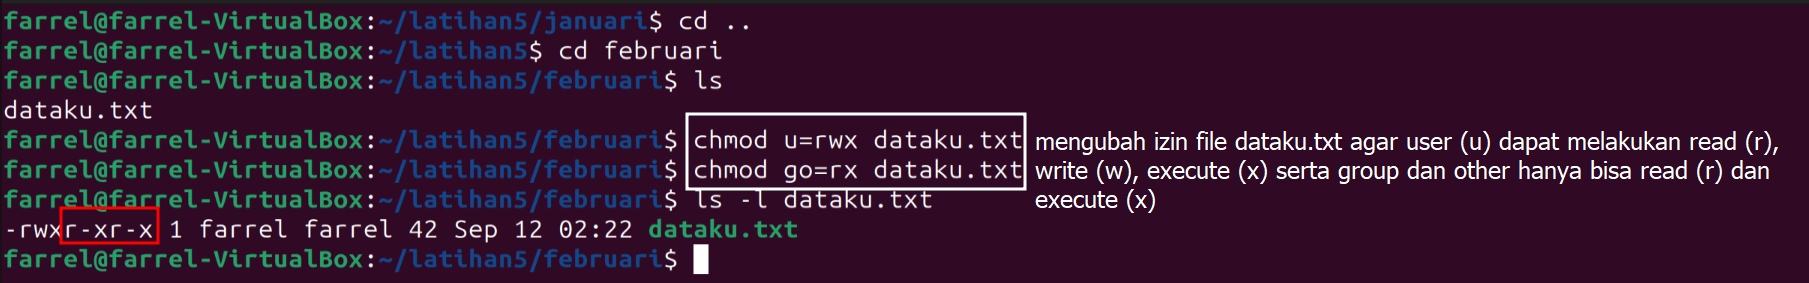 farrel@farrel-VirtualBox:~/latihan5/januari$ cd ..
farrel@farrel-VirtualBox:~/latihan5$ cd februari
farrel@farrel-VirtualBox:~/latihan5/februari$ ls
dataku.txt
farrel@farrel-VirtualBox:~/latihan5/februari$ chmod u=rwx dataku.txt
farrel@farrel-VirtualBox:~/latihan5/februari$ chmod go=rx dataku.txt
farrel@farrel-VirtualBox:~/latihan5/februari$ ls -l dataku.txt
-rwxr-xr-x 1 farrel farrel 42 Sep 12 02:22 dataku.txt
farrel@farrel-VirtualBox:~/latihan5/februari$
mengubah izin file dataku.txt agar user (u) dapat melakukan read (r),
write (w), execute (x) serta group dan other hanya bisa read (r) dan
execute (x)